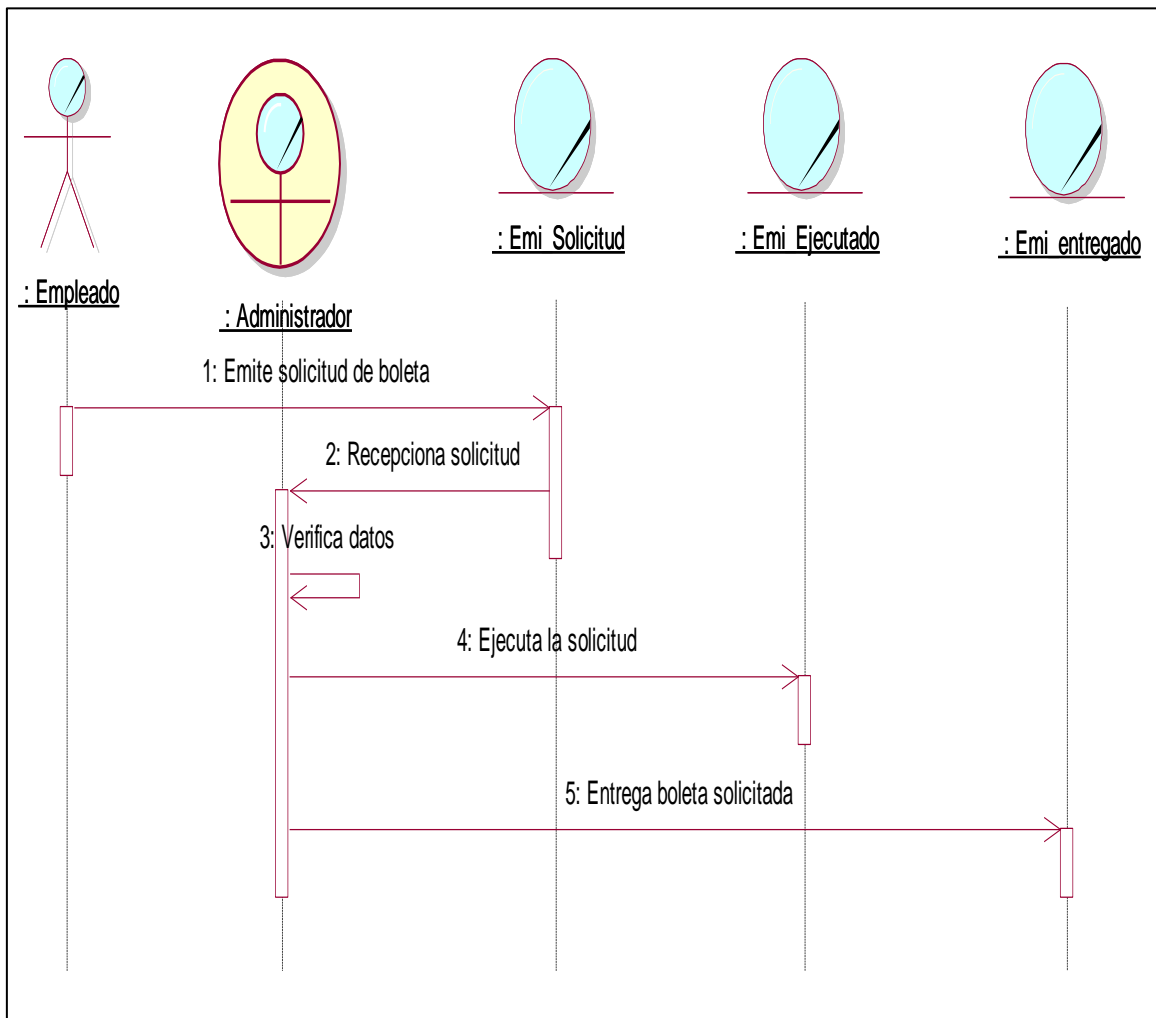 : Empleado
: Administrador
: Emi_Solicitud
: Emi_Ejecutado
: Emi_entregado
1: Emite solicitud de boleta
2: Recepciona solicitud
3: Verifica datos
4: Ejecuta la solicitud
5: Entrega boleta solicitada